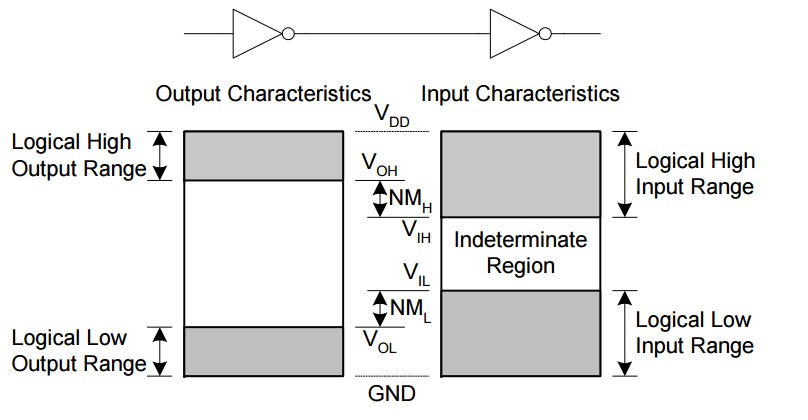 Output Characteristics
Input Characteristics
V_DD
Logical High
Output Range
V_OH
NM_H
V_IH
Logical High
Input Range
Indeterminate
Region
V_IL
NM_L
V_OL
Logical Low
Output Range
Logical Low
Input Range
GND